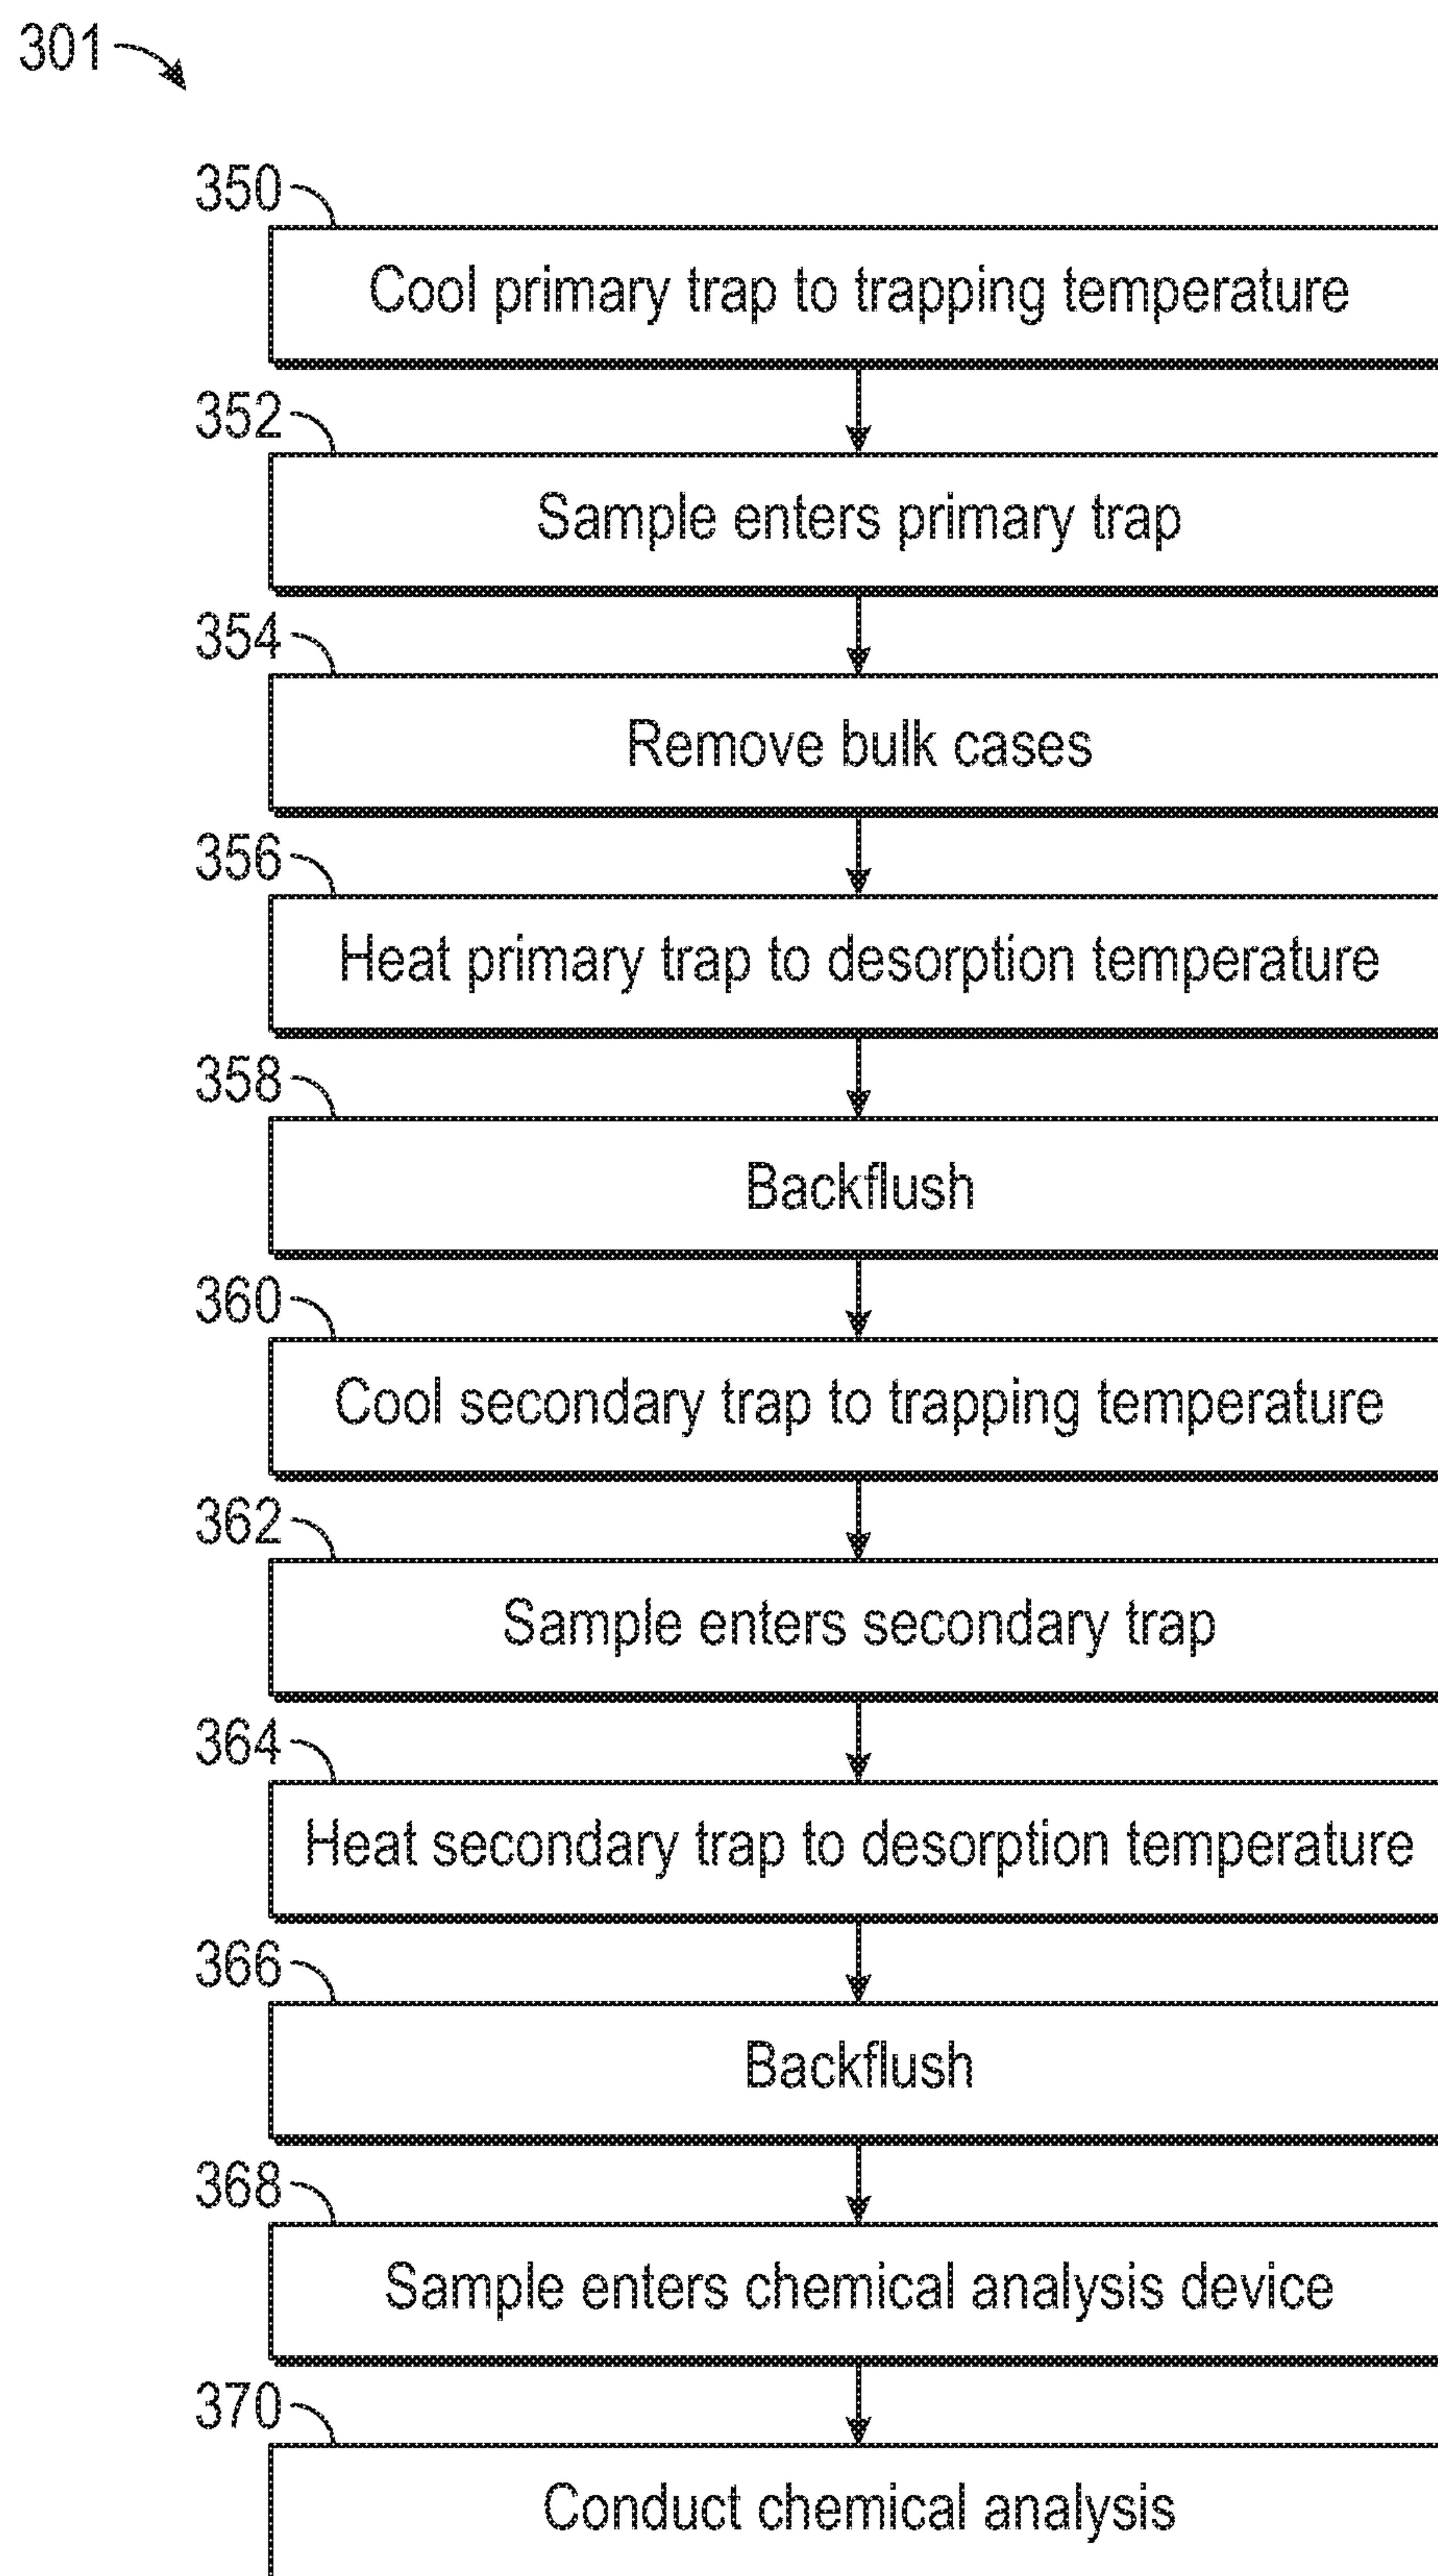 301
350
Cool primary trap to trapping temperature
352
Sample enters primary trap
354
Remove bulk cases
356
Heat primary trap to desorption temperature
358
Backflush
360
Cool secondary trap to trapping temperature
362
Sample enters secondary trap
364
Heat secondary trap to desorption temperature
366
Backflush
368
Sample enters chemical analysis device
370
Conduct chemical analysis